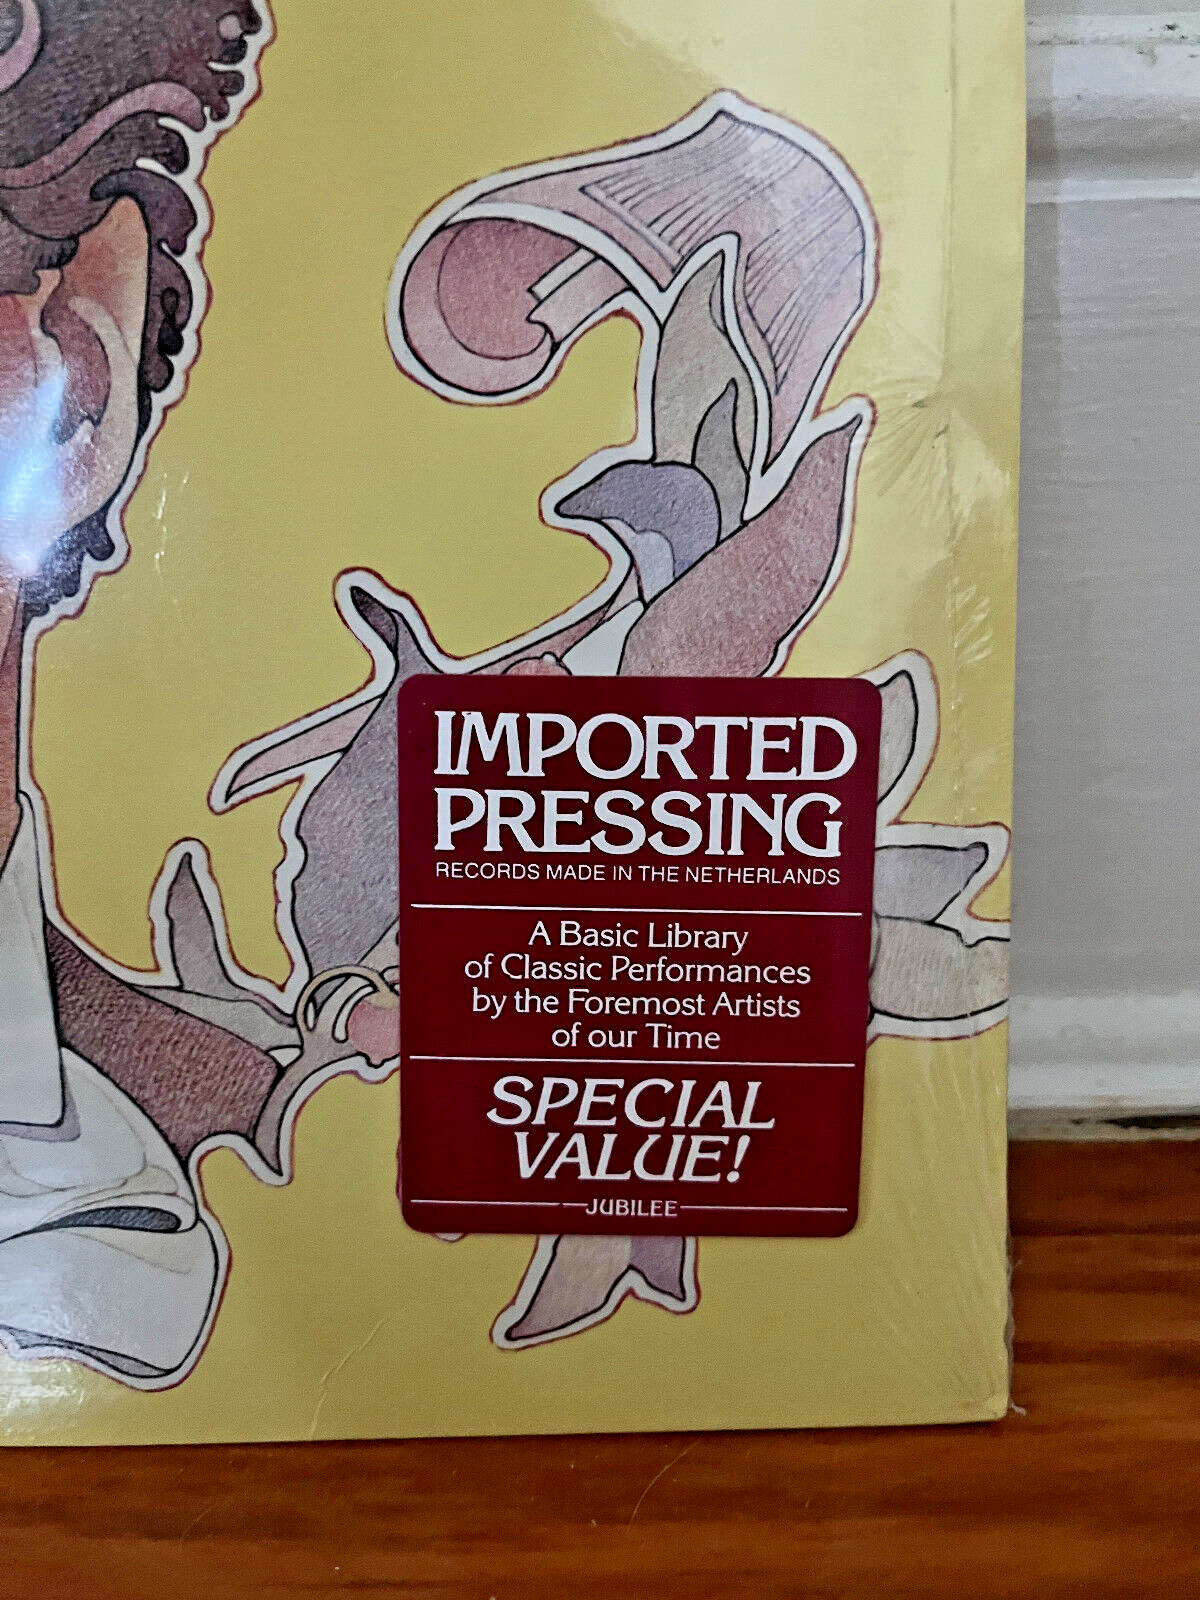 IMPORTED
PRESSING
RECORDS MADE IN THE NETHERLANDS
A Basic Library
of Classic Performances
by the Foremost Artists
of our Time
SPECIAL
VALUE!
JUBILEE